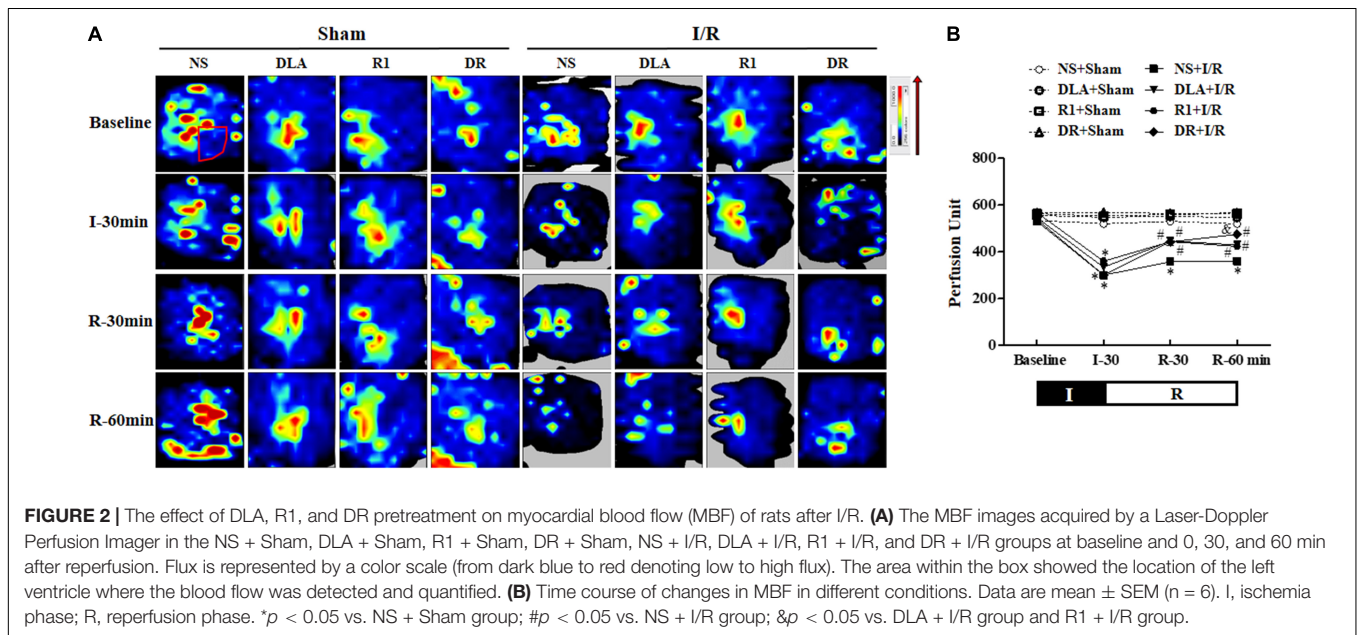 A
Sham I/R
NS DLA R1 DR NS DLA R1 DR
Baseline
I-30min
R-30min
R-60min
B
NS+Sham NS+I/R
DLA+Sham DLA+I/R
R1+Sham R1+I/R
DR+Sham DR+I/R
800
600
400
200
0
Perfusion Unit
* * * # # # * & # # # *
Baseline I-30 R-30 R-60 min
I R
FIGURE 2 | The effect of DLA, R1, and DR pretreatment on myocardial blood flow (MBF) of rats after I/R. (A) The MBF images acquired by a Laser-Doppler
Perfusion Imager in the NS + Sham, DLA + Sham, R1 + Sham, DR + Sham, NS + I/R, DLA + I/R, R1 + I/R, and DR + I/R groups at baseline and 0, 30, and 60 min
after reperfusion. Flux is represented by a color scale (from dark blue to red denoting low to high flux). The area within the box showed the location of the left
ventricle where the blood flow was detected and quantified. (B) Time course of changes in MBF in different conditions. Data are mean ± SEM (n = 6). I, ischemia
phase; R, reperfusion phase. *p < 0.05 vs. NS + Sham group; #p < 0.05 vs. NS + I/R group; &p < 0.05 vs. DLA + I/R group and R1 + I/R group.